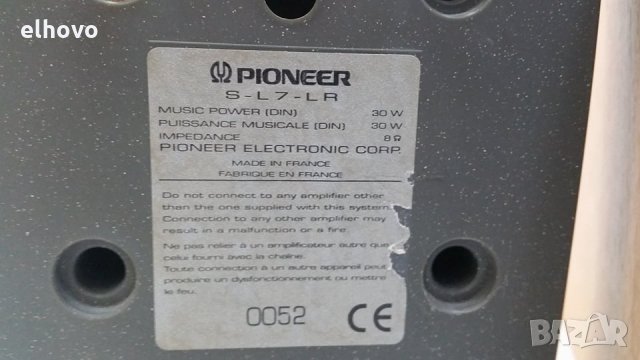 elhovo
PIONEER
S-L7-LR
MUSIC POWER (DIN) 30 W
PUISSANCE MUSICALE (DIN) 30 W
IMPEDANCE 8 Ω
PIONEER ELECTRONIC CORP.
MADE IN FRANCE
FABRIQUE EN FRANCE
Do not connect to any amplifier other
than the one supplied with this system.
Connection to any other amplifier may
result in a malfunction or a fire.
Ne pas relier à un amplificateur autre que
celui fourni avec la chaîne.
Toute connection à un autre appareil peut
produire un dysfonctionnement ou mettre
le feu.
0052 CE
BAZAR.bg